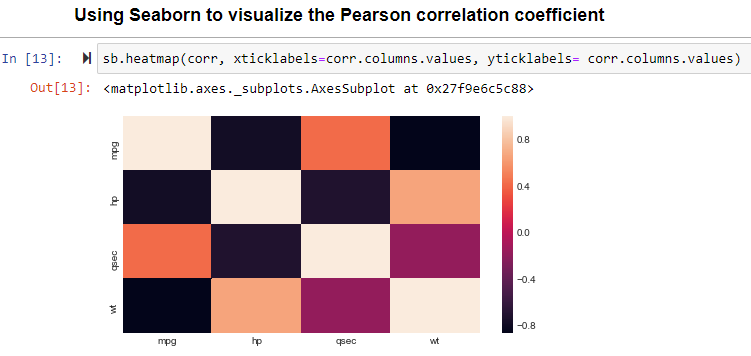 Using Seaborn to visualize the Pearson correlation coefficient
In [13]: sb.heatmap(corr, xticklabels=corr.columns.values, yticklabels= corr.columns.values)
Out[13]: <matplotlib.axes._subplots.AxesSubplot at 0x27f9e6c5c88>
mpg
hp
qsec
wt
mpg hp qsec wt
0.8
0.4
0.0
−0.4
−0.8